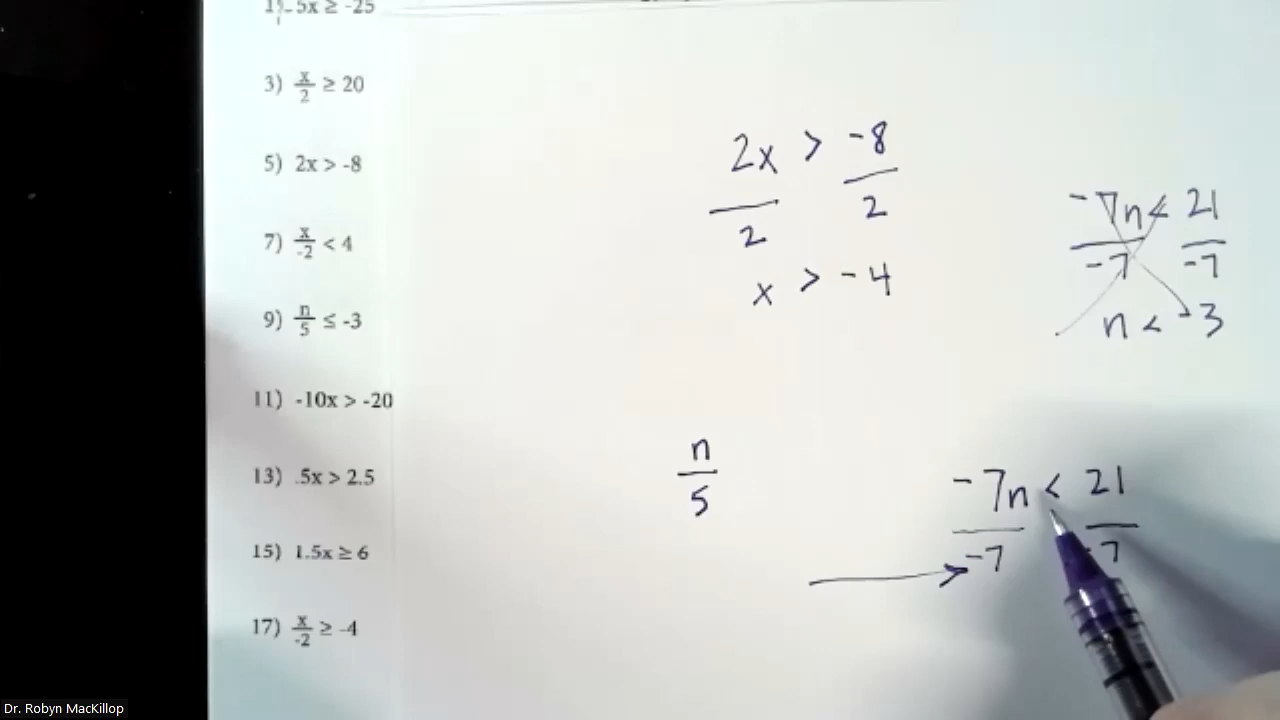 1) .5x ≥ -25
3) x/2 ≥ 20
5) 2x > -8
7) x/-2 < 4
9) n/5 ≤ -3
11) -10x > -20
13) .5x > 2.5
15) 1.5x ≥ 6
17) x/-2 ≥ -4
2x > -8
2 2
x > -4
-7n < 21
-7 -7
n < -3
n
5
-7n < 21
-7 -7
Dr. Robyn MacKillop